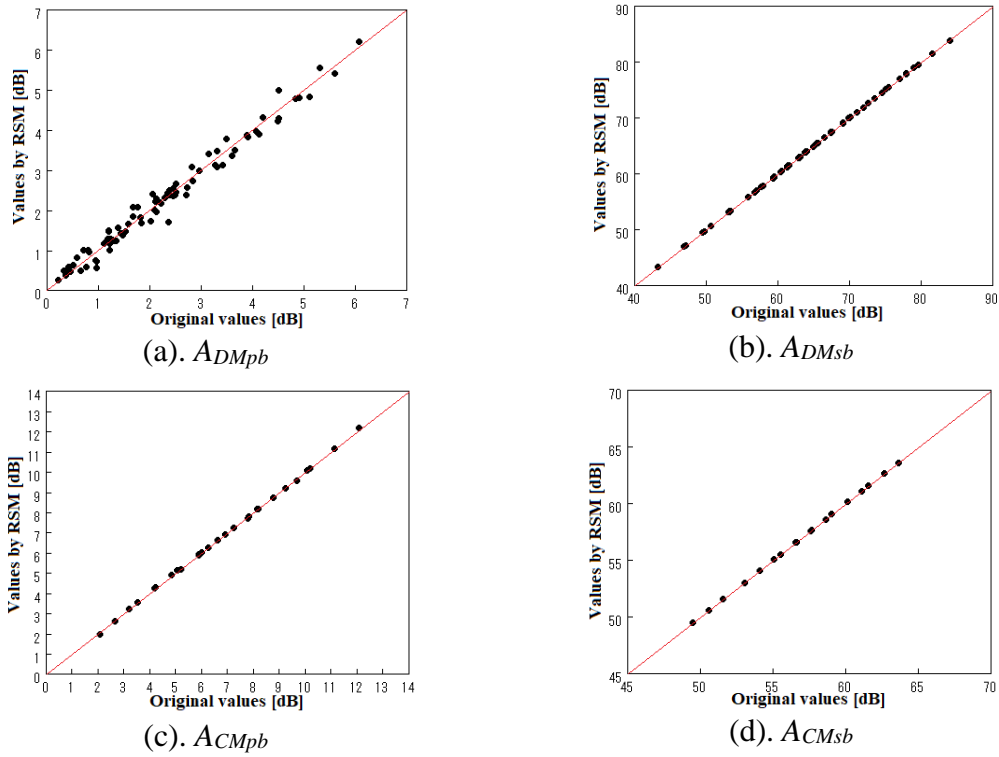 7
6
5
4
3
2
1
0
Values by RSM [dB]
0 1 2 3 4 5 6 7
Original values [dB]
(a). ADMpb
90
80
70
60
50
40
Values by RSM [dB]
40 50 60 70 80 90
Original values [dB]
(b). ADMsb
14
13
12
11
10
9
8
7
6
5
4
3
2
1
0
Values by RSM [dB]
0 1 2 3 4 5 6 7 8 9 10 11 12 13 14
Original values [dB]
(c). ACMpb
70
65
60
55
50
45
Values by RSM [dB]
45 50 55 60 65 70
Original values [dB]
(d). ACMsb